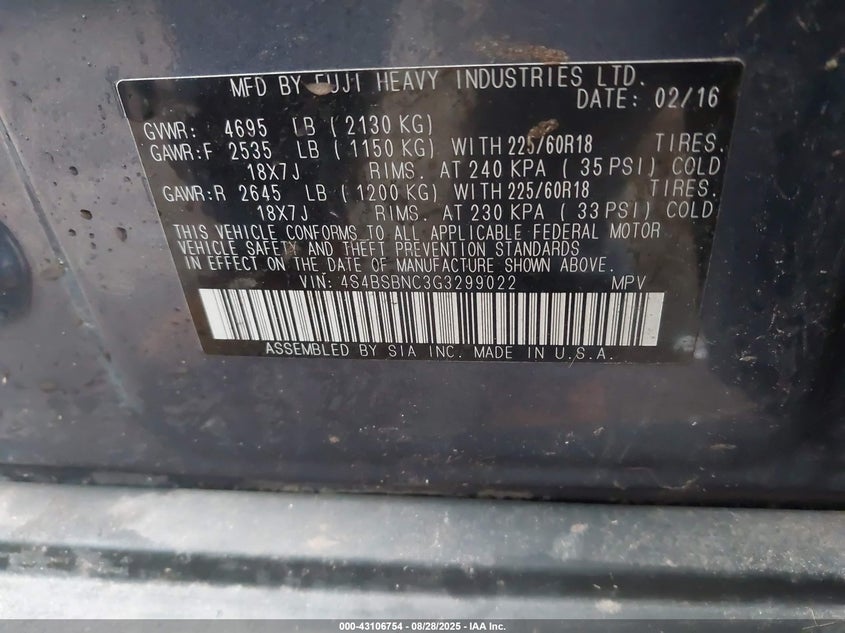 MFD BY FUJI HEAVY INDUSTRIES LTD.
DATE: 02/16
GVWR: 4695 LB (2130 KG)
GAWR:F 2535 LB (1150 KG) WITH 225/60R18 TIRES.
18X7J RIMS. AT 240 KPA (35 PSI) COLD
GAWR:R 2645 LB (1200 KG) WITH 225/60R18 TIRES.
18X7J RIMS. AT 230 KPA (33 PSI) COLD
THIS VEHICLE CONFORMS TO ALL APPLICABLE FEDERAL MOTOR
VEHICLE SAFETY AND THEFT PREVENTION STANDARDS
IN EFFECT ON THE DATE OF MANUFACTURE SHOWN ABOVE.
VIN: 4S4BSBNC3G3299022 MPV
ASSEMBLED BY SIA INC. MADE IN U.S.A.
000-43106754 - 08/28/2025 - IAA Inc.